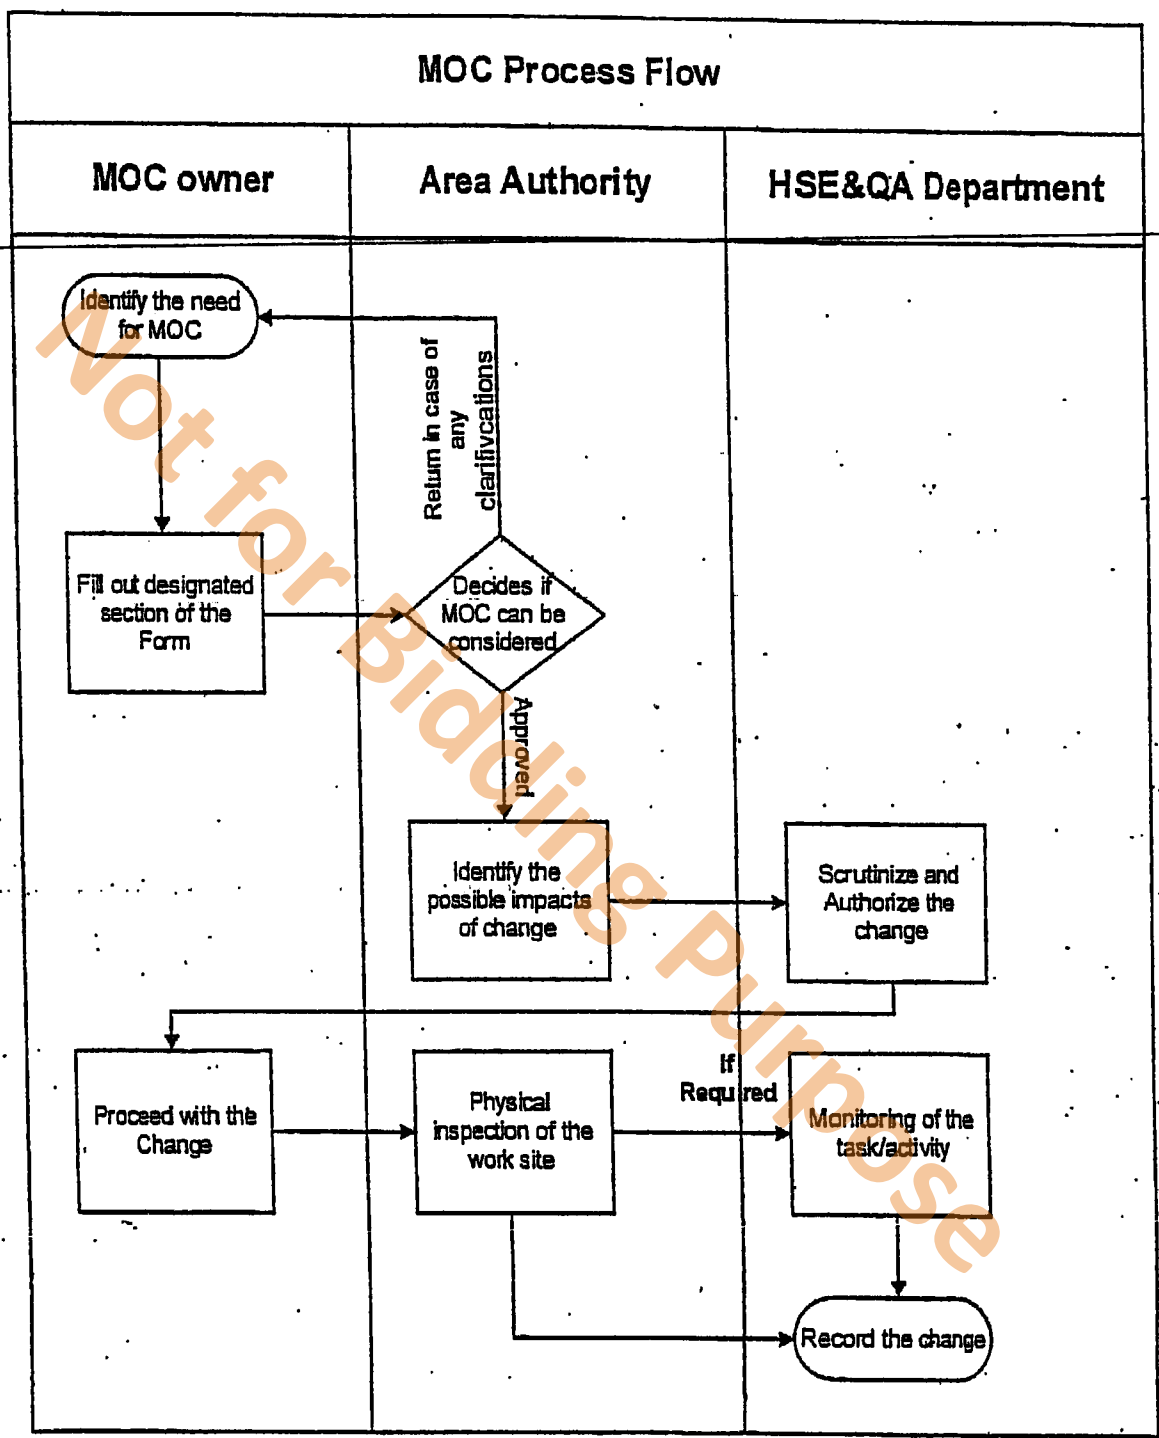 MOC Process Flow
MOC owner
Area Authority
HSE&QA Department
Identify the need
for MOC
Return in case of
any
clarifivcations
Fill out designated
section of the
Form
Decides if
MOC can be
considered
Approved
Identify the
possible impacts
of change
Scrutinize and
Authorize the
change
Proceed with the
Change
Physical
inspection of the
work site
If
Required
Monitoring of the
task/activity
Record the change
Not for Bidding Purpose